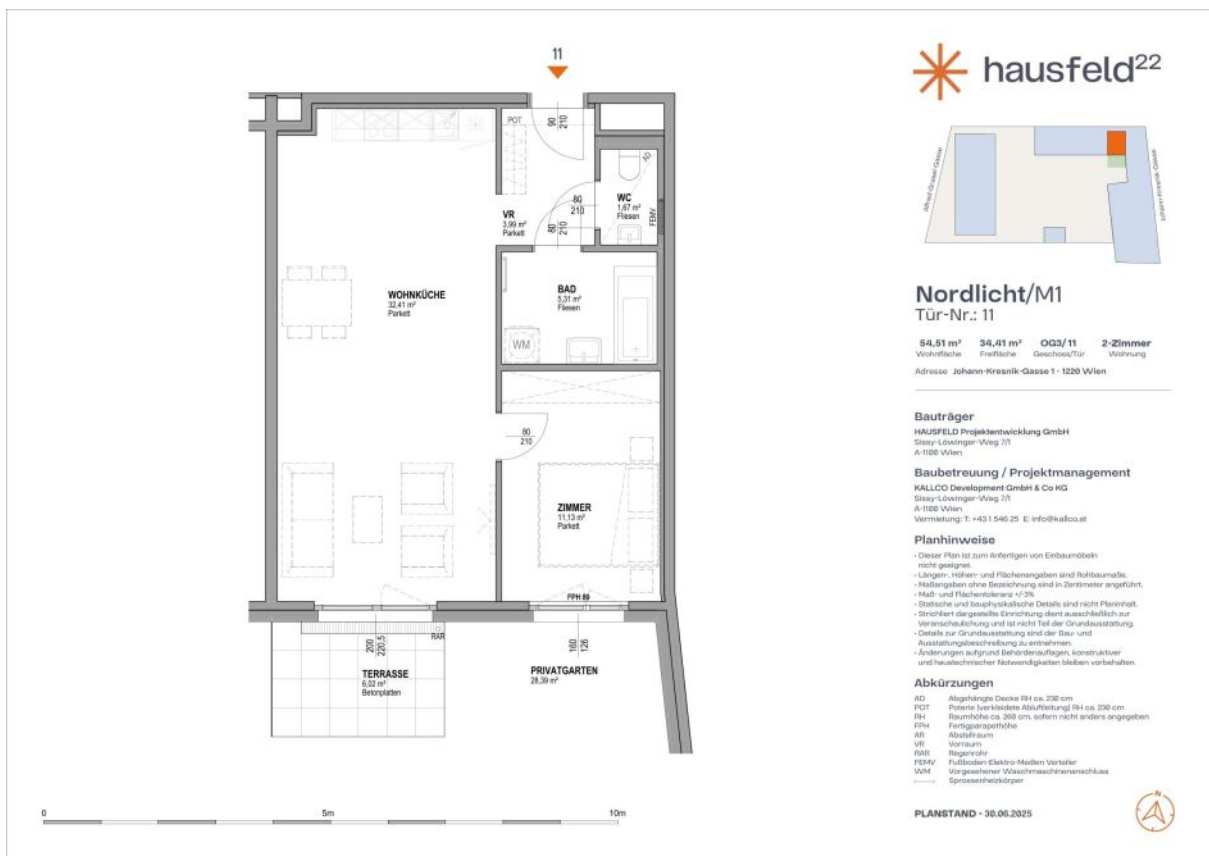 11
POT
90
210
AD
WC
1,67 m²
Fliesen
FEMV
80
210
VR
3,99 m²
Parkett
80
210
WOHNKÜCHE
32,41 m²
Parkett
BAD
5,31 m²
Fliesen
WM
80
210
ZIMMER
11,13 m²
Parkett
FPH 89
RAR
200
220,5
160
126
TERRASSE
6,02 m²
Betonplatten
PRIVATGARTEN
28,39 m²
0
5m
10m
hausfeld22
Alfred-Grissel-Gasse
Johann-Kresnik-Gasse
Nordlicht/M1
Tür-Nr.: 11
54,51 m² 34,41 m² OG3/11 2-Zimmer
Wohnfläche Freifläche Geschoss/Tür Wohnung
Adresse Johann-Kresnik-Gasse 1 - 1220 Wien
Bauträger
HAUSFELD Projektentwicklung GmbH
Sissy-Löwinger-Weg 7/1
A-1100 Wien
Baubetreuung / Projektmanagement
KALLCO Development GmbH & Co KG
Sissy-Löwinger-Weg 7/1
A-1100 Wien
Vermietung: T: +43 1 546 25 E: info@kallco.at
Planhinweise
- Dieser Plan ist zum Anfertigen von Einbaumöbeln
nicht geeignet.
- Längen-, Höhen- und Flächenangaben sind Rohbaumaße.
- Maßangaben ohne Bezeichnung sind in Zentimeter angeführt.
- Maß- und Flächentoleranz +/-3%
- Statische und bauphysikalische Details sind nicht Planinhalt.
- Strichliert dargestellte Einrichtung dient ausschließlich zur
Veranschaulichung und ist nicht Teil der Grundausstattung.
- Details zur Grundausstattung sind der Bau- und
Ausstattungsbeschreibung zu entnehmen.
- Änderungen aufgrund Behördenauflagen, konstruktiver
und haustechnischer Notwendigkeiten bleiben vorbehalten.
Abkürzungen
AD Abgehängte Decke RH ca. 230 cm
POT Poterie (verkleidete Abluftleitung) RH ca. 230 cm
RH Raumhöhe ca. 260 cm, sofern nicht anders angegeben
FPH Fertigparapethöhe
AR Abstellraum
VR Vorraum
RAR Regenrohr
FEMV Fußboden-Elektro-Medien Verteiler
WM Vorgesehener Waschmaschinenanschluss
Sprossenheizkörper
PLANSTAND - 30.06.2025
N